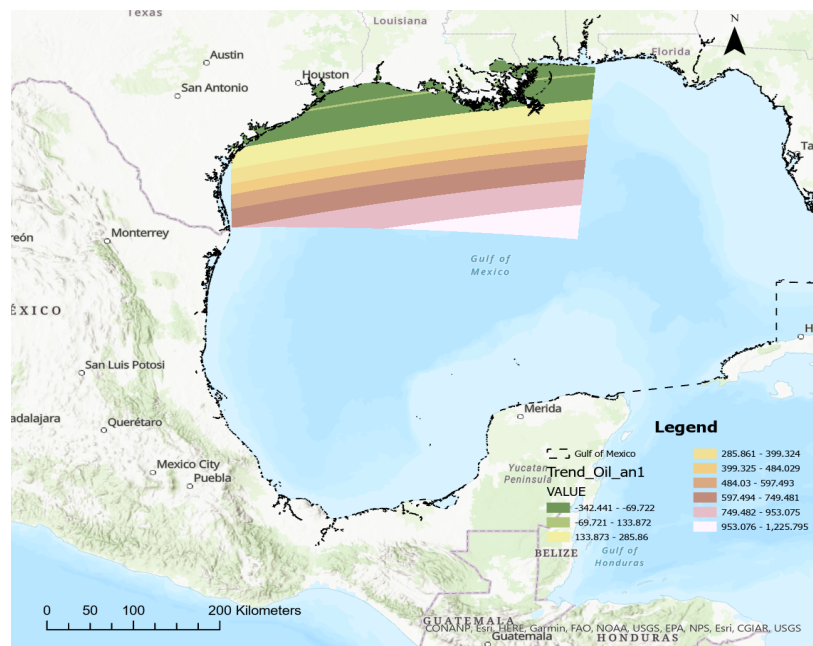 Texas
Louisiana
N
Florida
Austin
Houston
San Antonio
Ta
Monterrey
reón
Gulf of
Mexico
ÉXICO
H
San Luis Potosi
adalajara
Querétaro
Merida
Mexico City
Puebla
Yucatan
Peninsula
Legend
Gulf of Mexico
Trend_Oil_an1
VALUE
-342.441 - -69.722
-69.721 - 133.872
133.873 - 285.86
285.861 - 399.324
399.325 - 484.029
484.03 - 597.493
597.494 - 749.481
749.482 - 953.075
953.076 - 1,225.795
BELIZE
Gulf of
Honduras
0 50 100 200 Kilometers
GUATEMALA
Guatemala
HONDURAS
CONANP, Esri, HERE, Garmin, FAO, NOAA, USGS, EPA, NPS, Esri, CGIAR, USGS